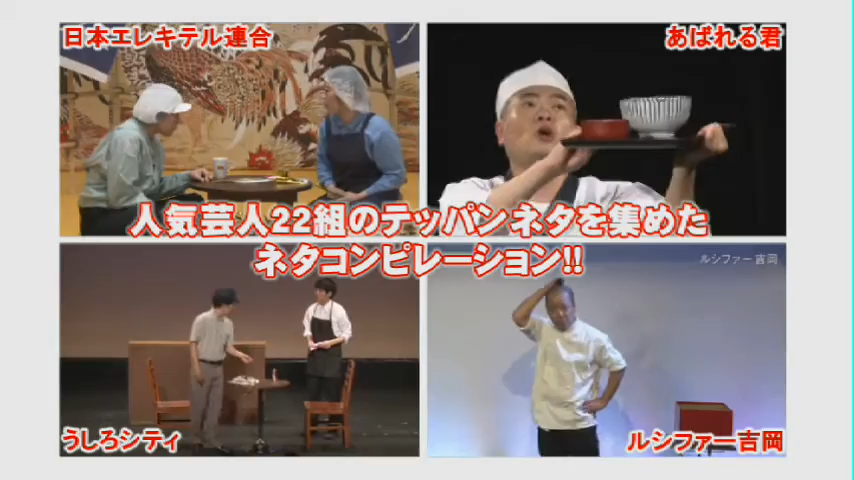 日本エレキテル連合
あばれる君
人気芸人22組のテッパンネタを集めた
ネタコンピレーション!!
ルシファー吉岡
うしろシティ
ルシファー吉岡